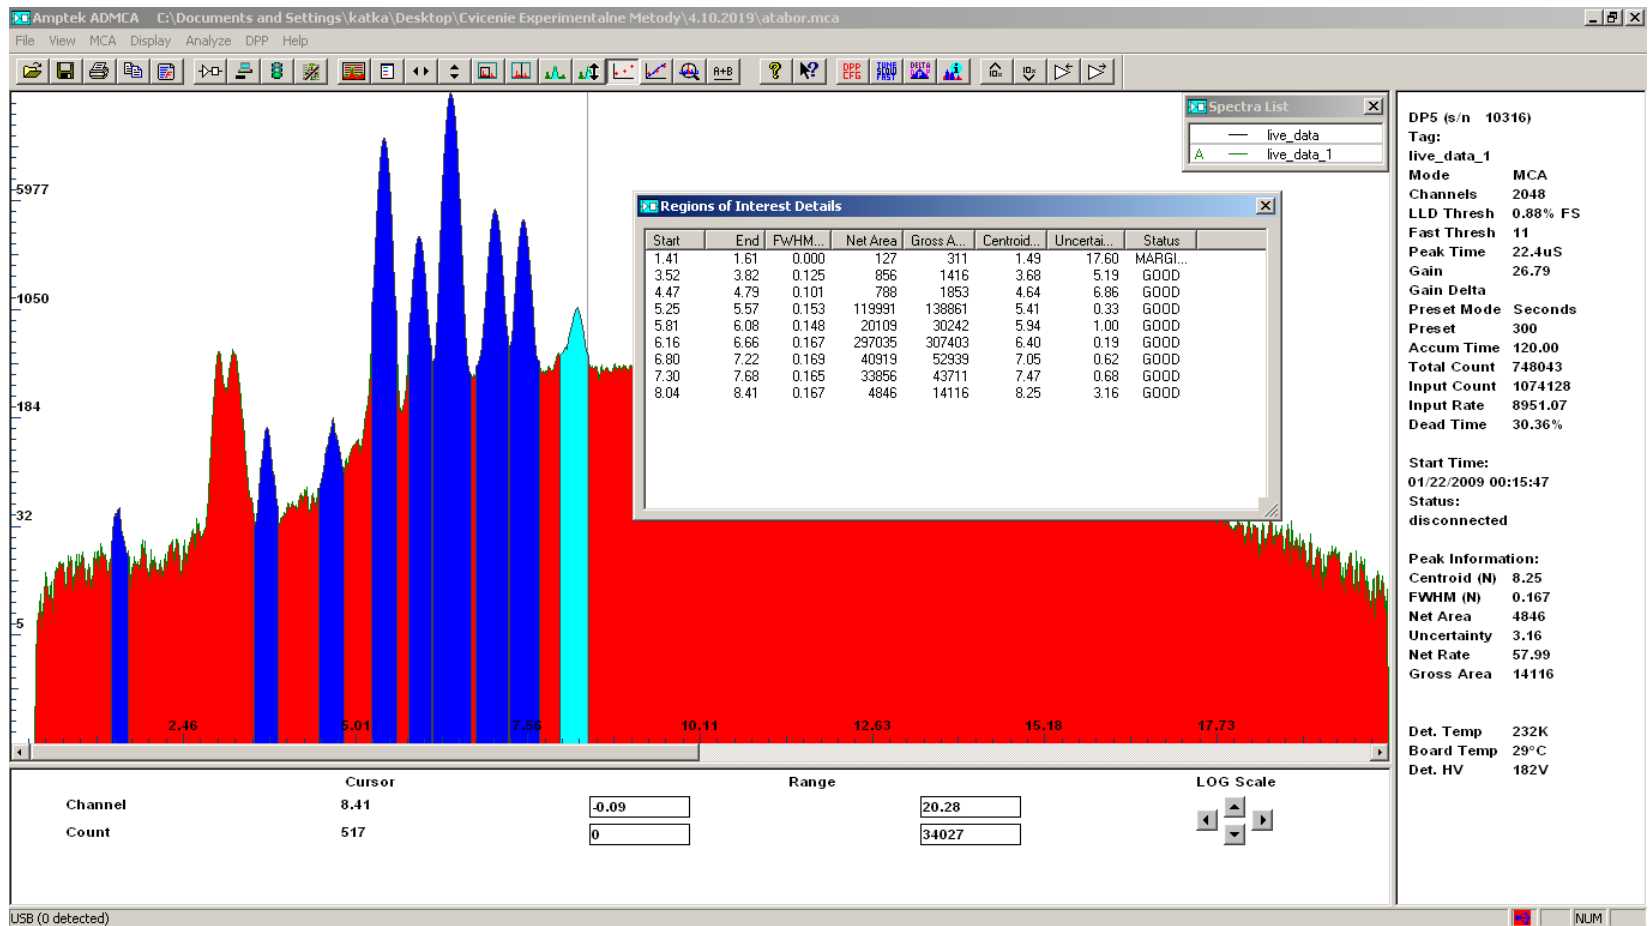 Amptek ADMCA C:\Documents and Settings\katka\Desktop\Cvicenie Experimentalne Metody\4.10.2019\atabor.mca
File View MCA Display Analyze DPP Help
A+B DPP CFG TUNE SLOW FAST DELTA 10x 10x
Spectra List
live_data
A live_data_1
5977
1050
184
32
5
2.46 5.01 7.56 10.11 12.63 15.18 17.73
Regions of Interest Details
Start End FWHM... Net Area Gross A... Centroid... Uncertai... Status
1.41 1.61 0.000 127 311 1.49 17.60 MARGI...
3.52 3.82 0.125 856 1416 3.68 5.19 GOOD
4.47 4.79 0.101 788 1853 4.64 6.86 GOOD
5.25 5.57 0.153 119991 138861 5.41 0.33 GOOD
5.81 6.08 0.148 20109 30242 5.94 1.00 GOOD
6.16 6.66 0.167 297035 307403 6.40 0.19 GOOD
6.80 7.22 0.169 40919 52939 7.05 0.62 GOOD
7.30 7.68 0.165 33856 43711 7.47 0.68 GOOD
8.04 8.41 0.167 4846 14116 8.25 3.16 GOOD
DP5 (s/n 10316)
Tag:
live_data_1
Mode MCA
Channels 2048
LLD Thresh 0.88% FS
Fast Thresh 11
Peak Time 22.4uS
Gain 26.79
Gain Delta
Preset Mode Seconds
Preset 300
Accum Time 120.00
Total Count 748043
Input Count 1074128
Input Rate 8951.07
Dead Time 30.36%
Start Time:
01/22/2009 00:15:47
Status:
disconnected
Peak Information:
Centroid (N) 8.25
FWHM (N) 0.167
Net Area 4846
Uncertainty 3.16
Net Rate 57.99
Gross Area 14116
Det. Temp 232K
Board Temp 29°C
Det. HV 182V
Cursor Range LOG Scale
Channel 8.41 -0.09 20.28
Count 517 0 34027
USB (0 detected) NUM